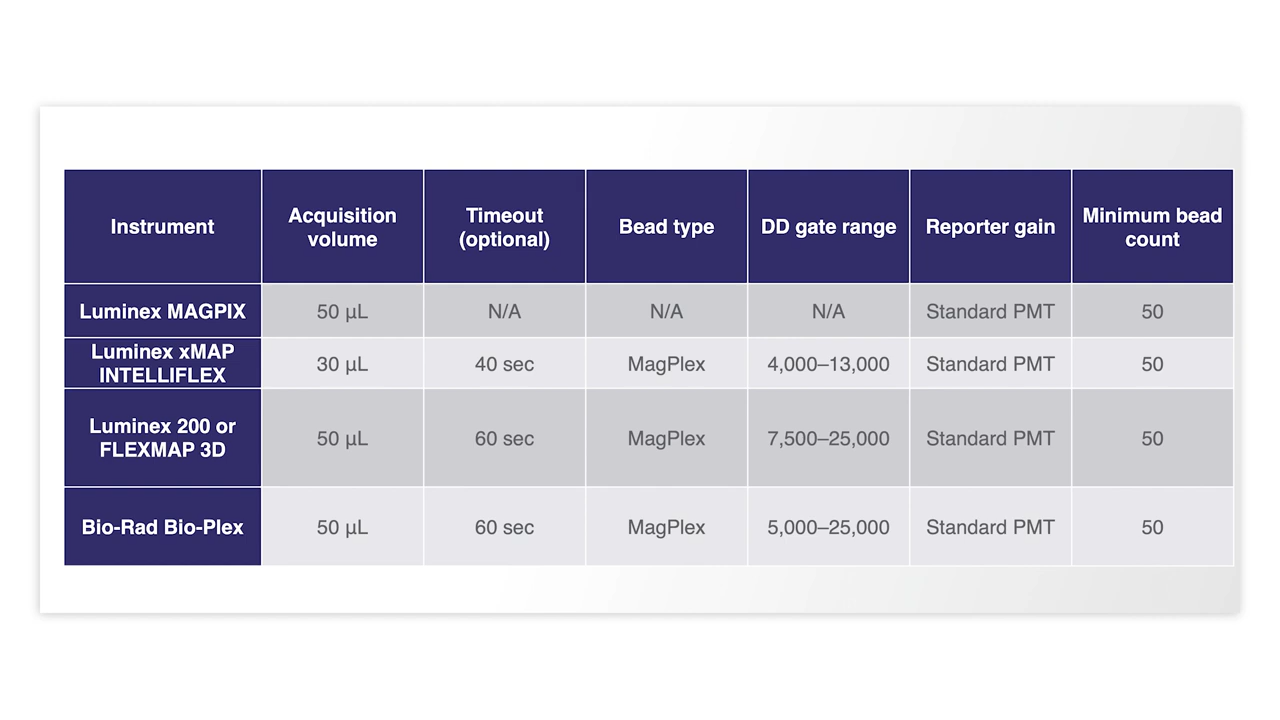 Instrument
Acquisition
volume
Timeout
(optional)
Bead type
DD gate range
Reporter gain
Minimum bead
count
Luminex MAGPIX
50 µL
N/A
N/A
N/A
Standard PMT
50
Luminex xMAP
INTELLIFLEX
30 µL
40 sec
MagPlex
4,000–13,000
Standard PMT
50
Luminex 200 or
FLEXMAP 3D
50 µL
60 sec
MagPlex
7,500–25,000
Standard PMT
50
Bio-Rad Bio-Plex
50 µL
60 sec
MagPlex
5,000–25,000
Standard PMT
50